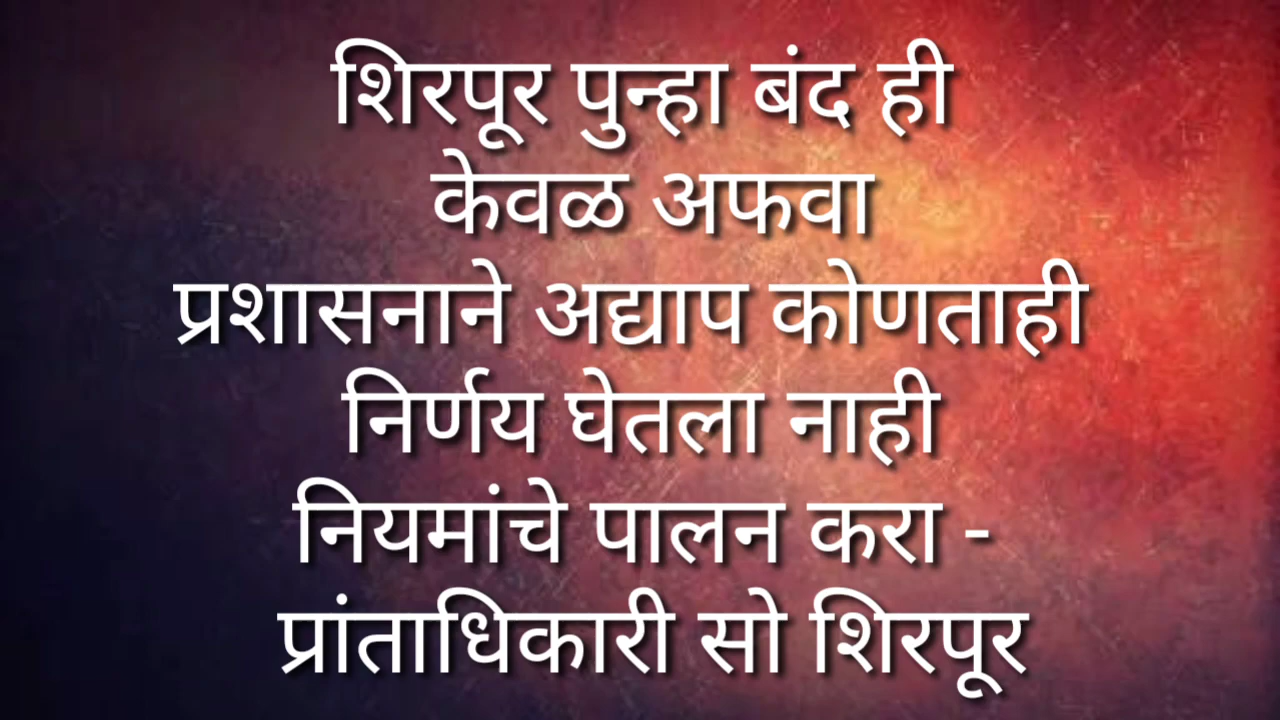 शिरपूर पुन्हा बंद ही
केवळ अफवा
प्रशासनाने अद्याप कोणताही
निर्णय घेतला नाही
नियमांचे पालन करा -
प्रांताधिकारी सो शिरपूर